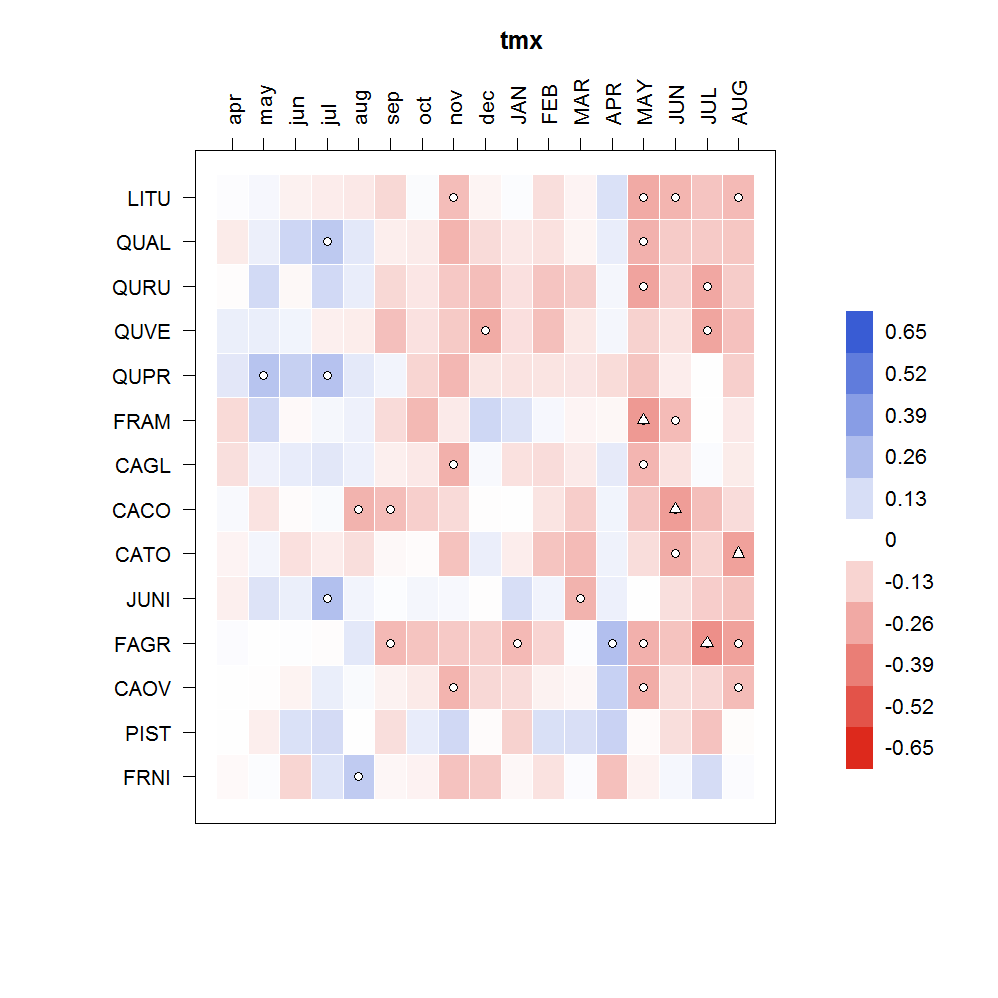 tmx
apr may jun jul aug sep oct nov dec JAN FEB MAR APR MAY JUN JUL AUG
LITU
QUAL
QURU
QUVE
QUPR
FRAM
CAGL
CACO
CATO
JUNI
FAGR
CAOV
PIST
FRNI
0.65
0.52
0.39
0.26
0.13
0
-0.13
-0.26
-0.39
-0.52
-0.65